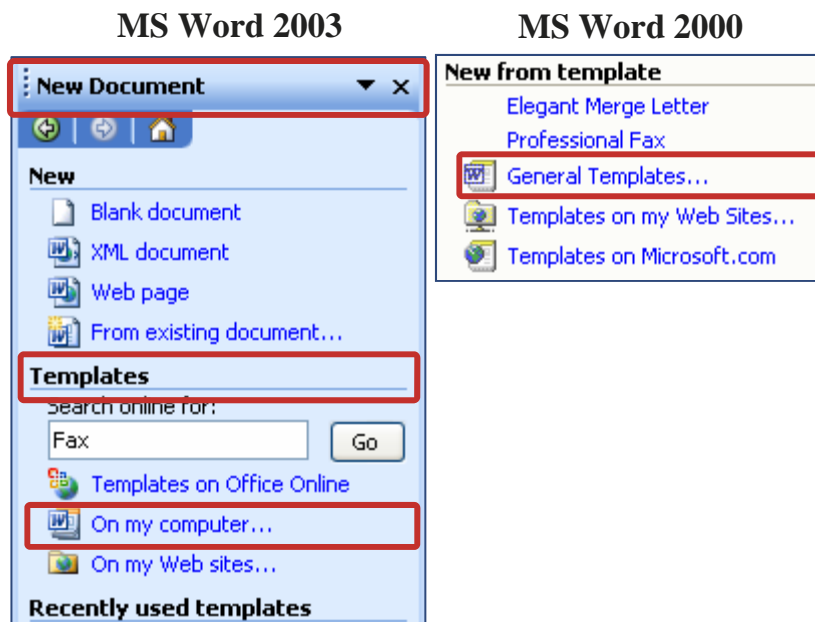 MS Word 2003
New Document
New
Blank document
XML document
Web page
From existing document...
Templates
Search online for:
Fax
Go
Templates on Office Online
On my computer...
On my Web sites...
Recently used templates
MS Word 2000
New from template
Elegant Merge Letter
Professional Fax
General Templates...
Templates on my Web Sites...
Templates on Microsoft.com